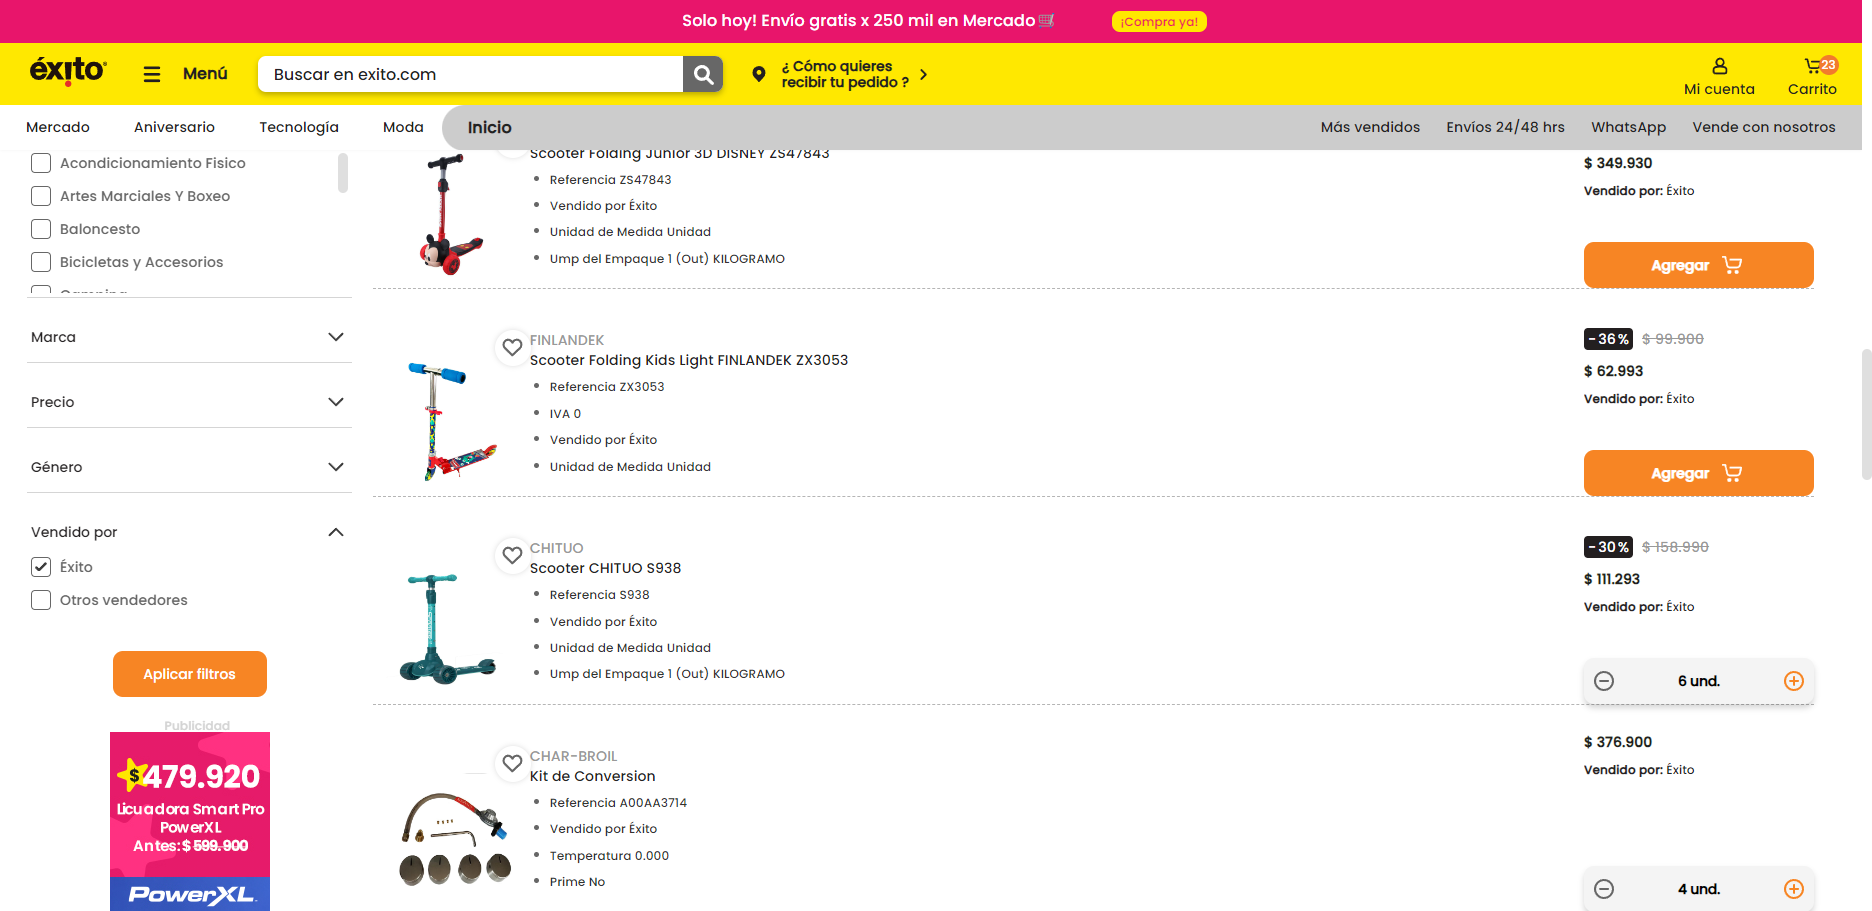 Solo hoy! Envío gratis x 250 mil en Mercado
¡Compra ya!
éxito
Menú
Buscar en exito.com
¿ Cómo quieres
recibir tu pedido ?
Mi cuenta
23
Carrito
Mercado
Aniversario
Tecnología
Moda
Inicio
Más vendidos
Envíos 24/48 hrs
WhatsApp
Vende con nosotros
Acondicionamiento Fisico
Artes Marciales Y Boxeo
Baloncesto
Bicicletas y Accesorios
Camping
Marca
Precio
Género
Vendido por
Éxito
Otros vendedores
Aplicar filtros
Publicidad
$479.920
Licuadora Smart Pro
PowerXL
Antes: $ 599.900
PowerXL
Scooter Folding Junior 3D DISNEY ZS47843
Referencia ZS47843
Vendido por Éxito
Unidad de Medida Unidad
Ump del Empaque 1 (Out) KILOGRAMO
$ 349.930
Vendido por: Éxito
Agregar
FINLANDEK
Scooter Folding Kids Light FINLANDEK ZX3053
Referencia ZX3053
IVA 0
Vendido por Éxito
Unidad de Medida Unidad
-36% $ 99.900
$ 62.993
Vendido por: Éxito
Agregar
CHITUO
Scooter CHITUO S938
Referencia S938
Vendido por Éxito
Unidad de Medida Unidad
Ump del Empaque 1 (Out) KILOGRAMO
-30% $ 158.990
$ 111.293
Vendido por: Éxito
6 und.
CHAR-BROIL
Kit de Conversion
Referencia A00AA3714
Vendido por Éxito
Temperatura 0.000
Prime No
$ 376.900
Vendido por: Éxito
4 und.